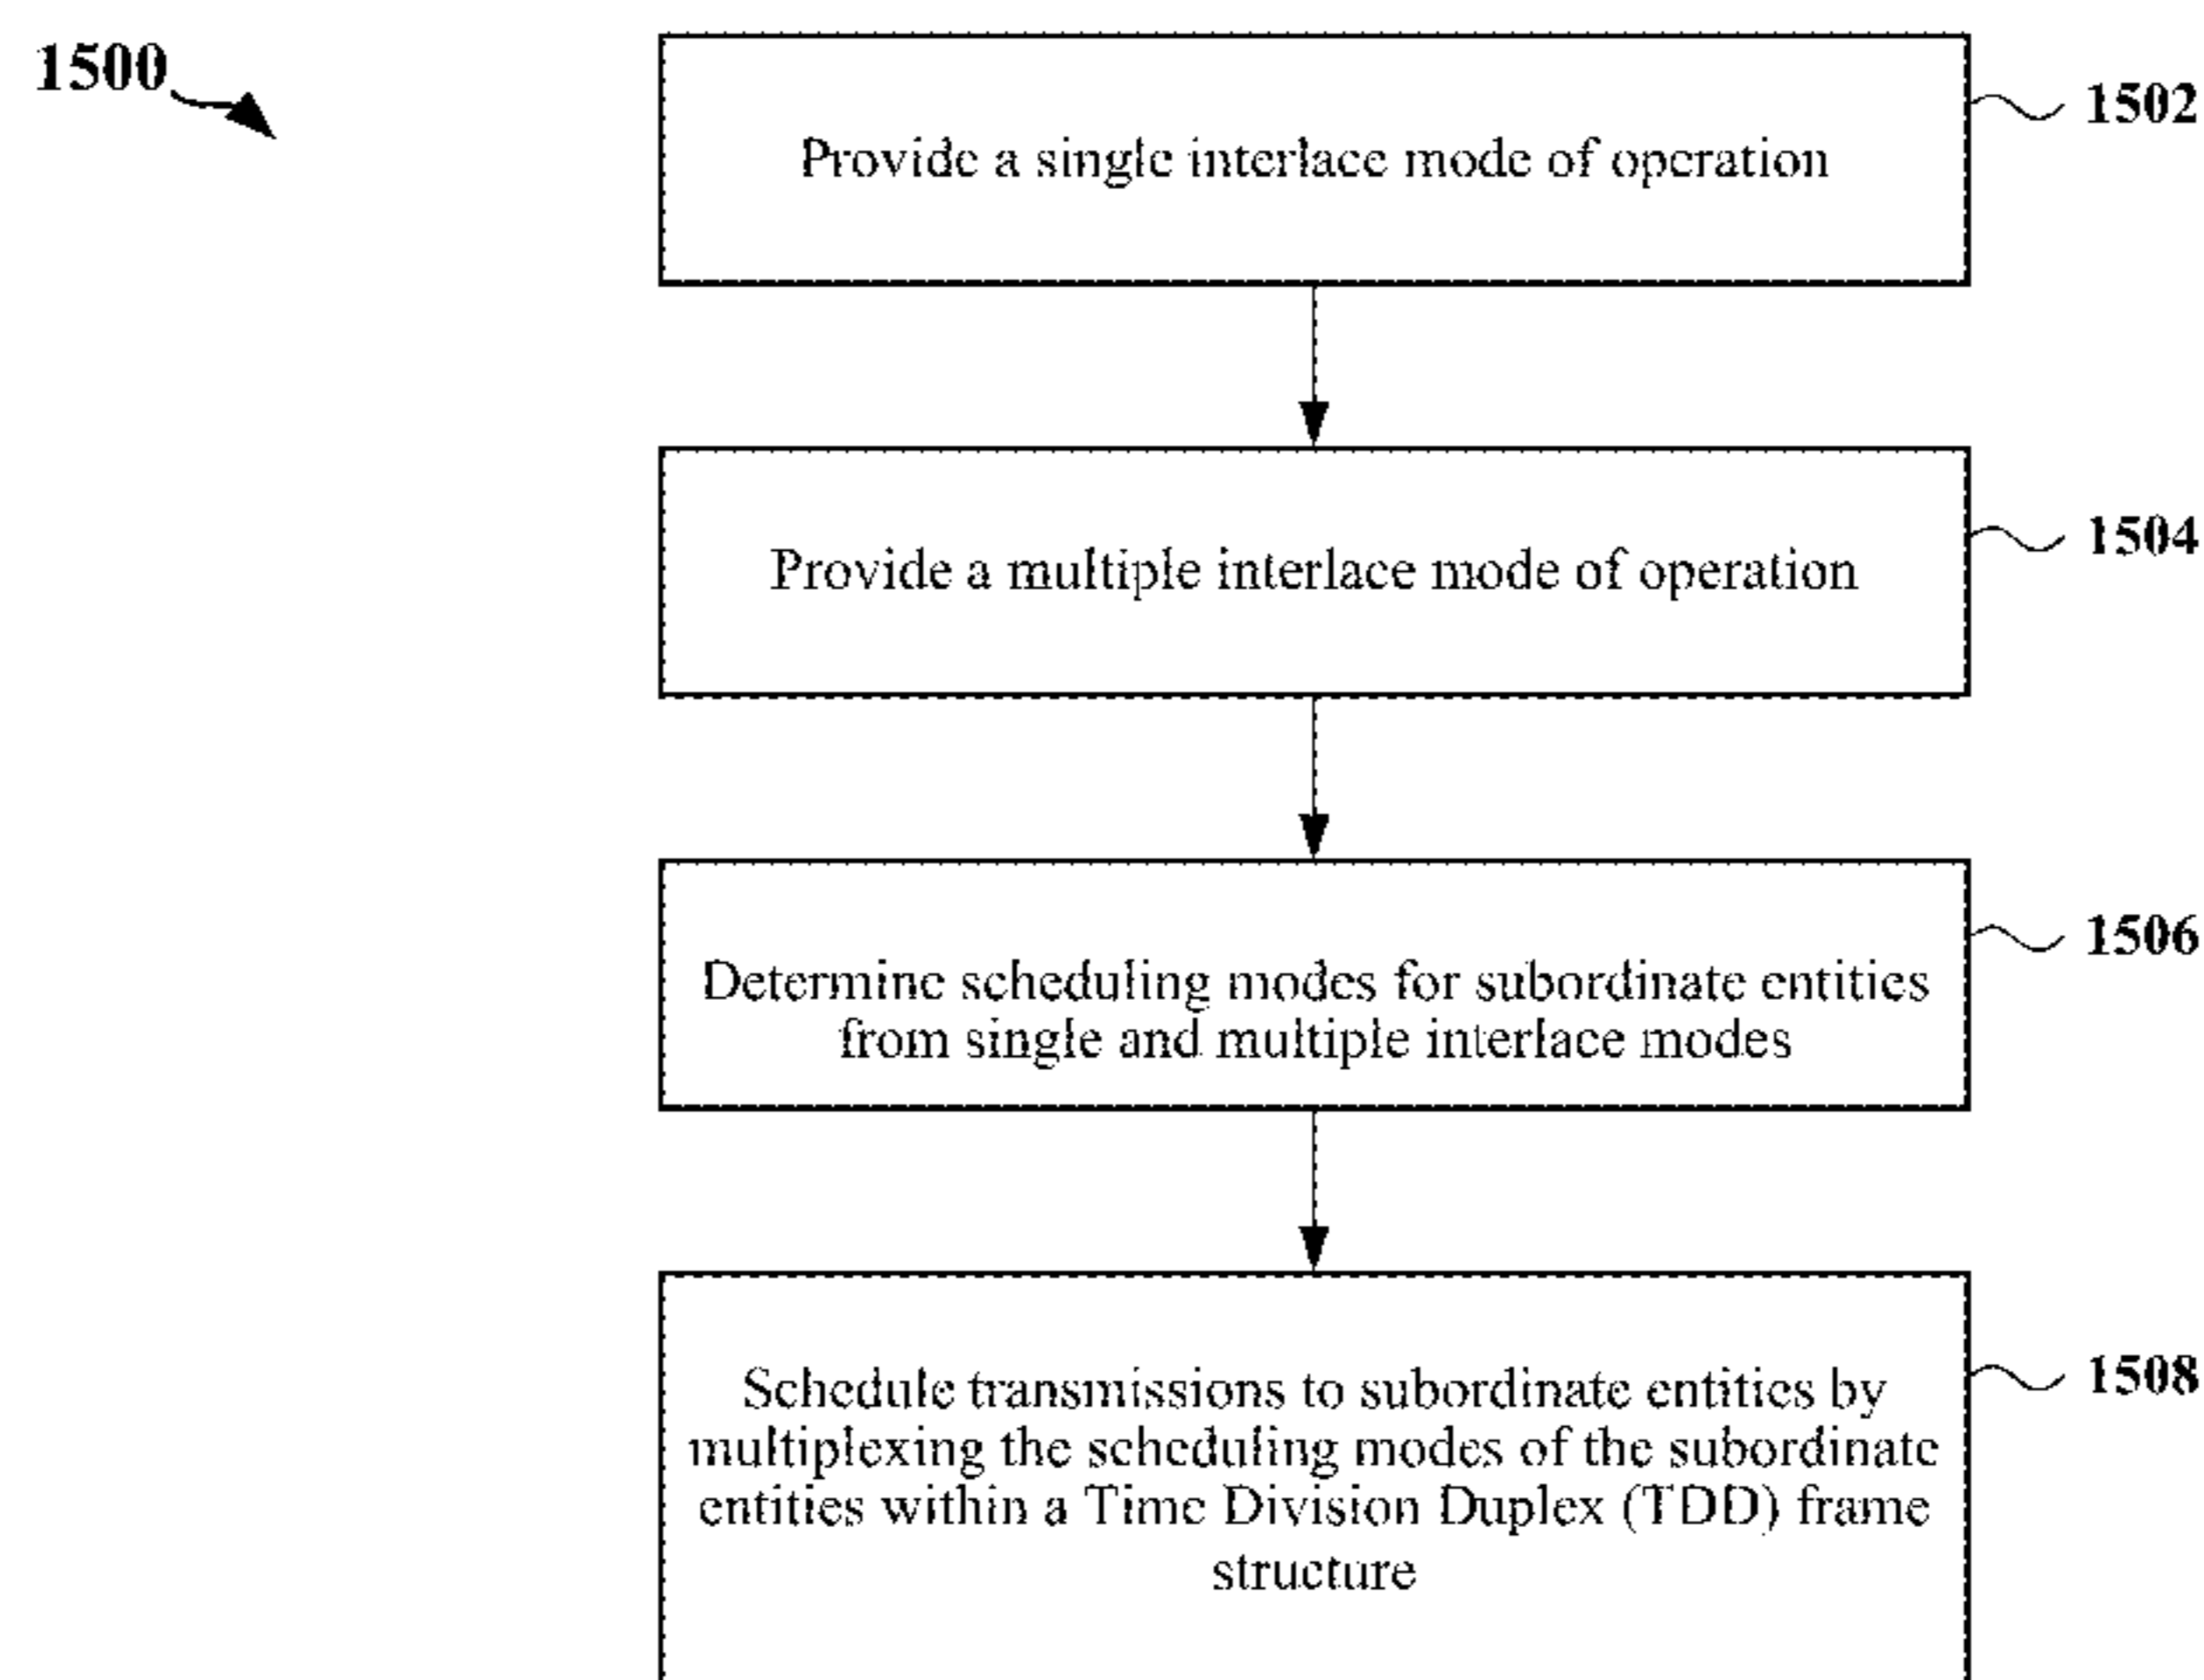 1500
1502
Provide a single interlace mode of operation
1504
Provide a multiple interlace mode of operation
1506
Determine scheduling modes for subordinate entities
from single and multiple interlace modes
1508
Schedule transmissions to subordinate entities by
multiplexing the scheduling modes of the subordinate
entities within a Time Division Duplex (TDD) frame
structure